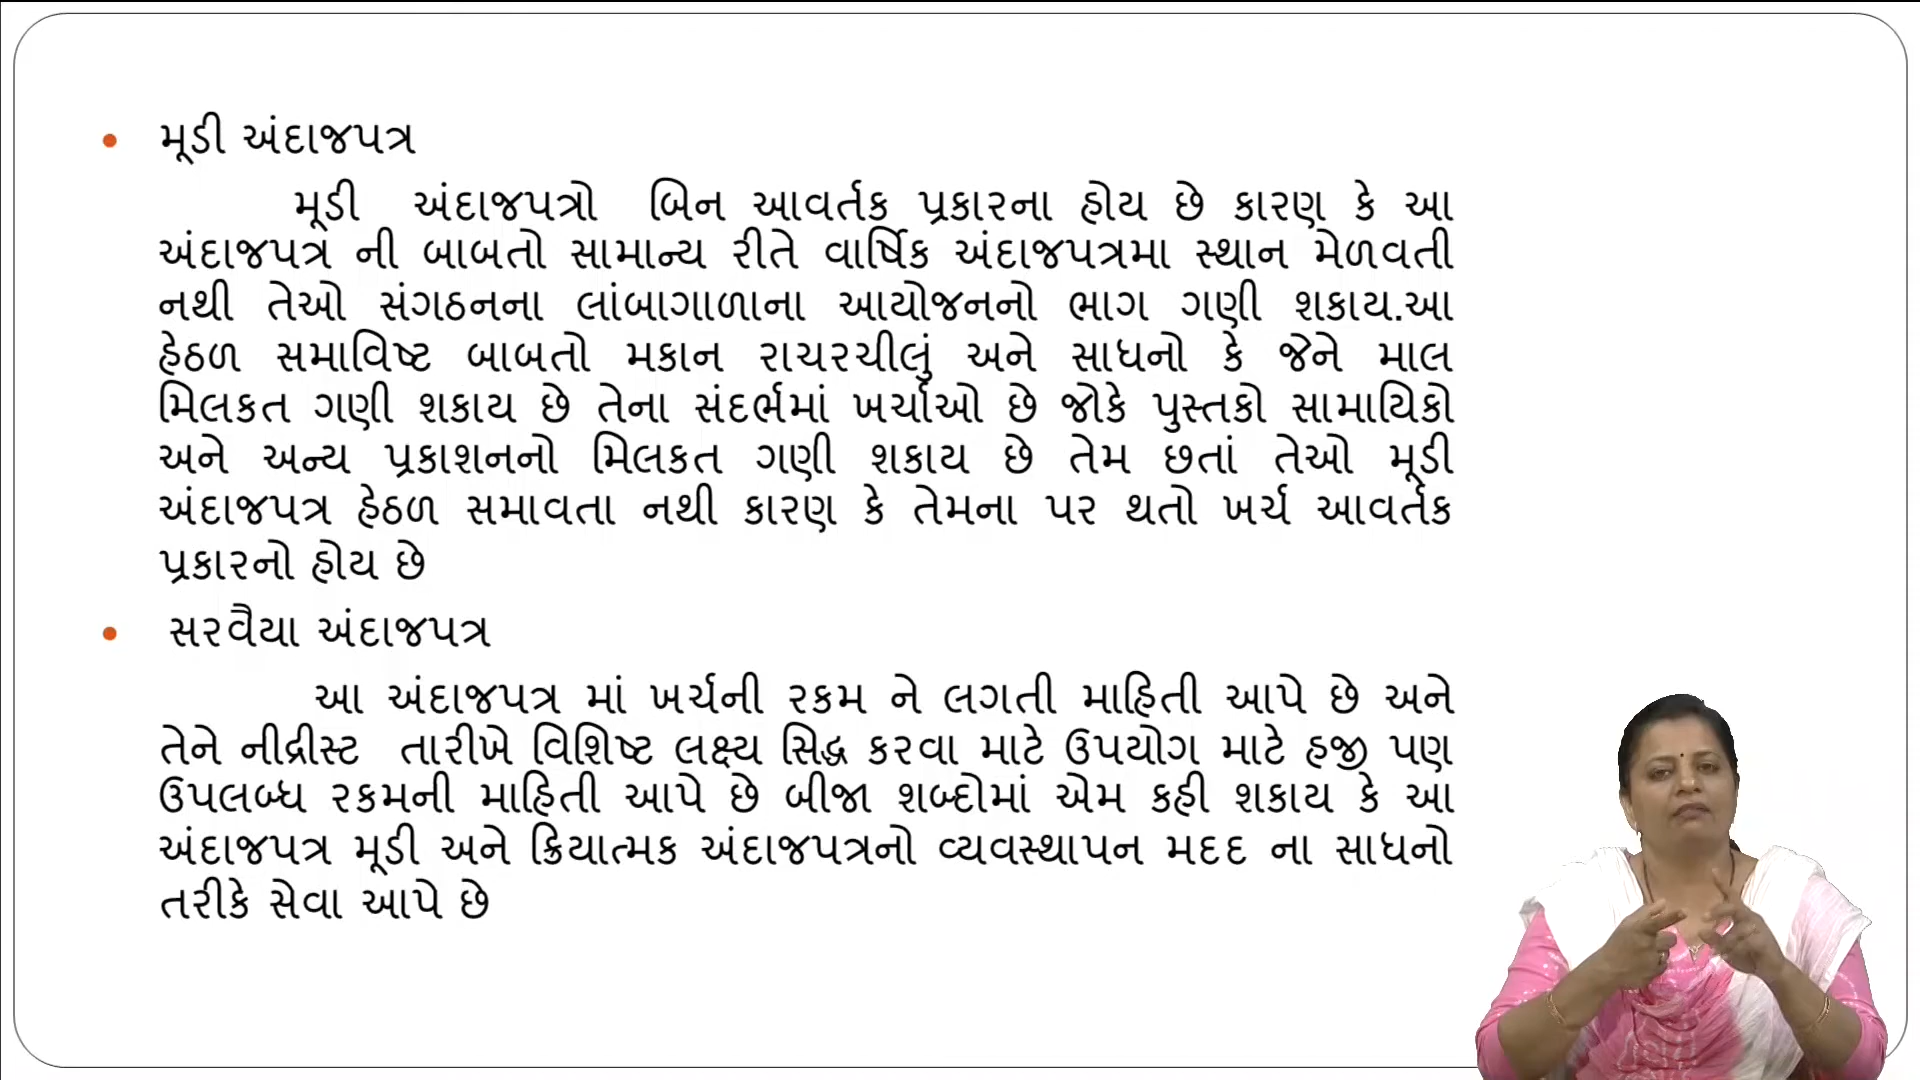 • મૂડી અંદાજપત્ર
મૂડી અંદાજપત્રો બિન આવર્તક પ્રકારના હોય છે કારણ કે આ
અંદાજપત્ર ની બાબતો સામાન્ય રીતે વાર્ષિક અંદાજપત્રમા સ્થાન મેળવતી
નથી તેઓ સંગઠનના લાંબાગાળાના આયોજનનો ભાગ ગણી શકાય.આ
હેઠળ સમાવિષ્ટ બાબતો મકાન રાચરચીલું અને સાધનો કે જેને માલ
મિલકત ગણી શકાય છે તેના સંદર્ભમાં ખર્ચાઓ છે જોકે પુસ્તકો સામાયિકો
અને અન્ય પ્રકાશનનો મિલકત ગણી શકાય છે તેમ છતાં તેઓ મૂડી
અંદાજપત્ર હેઠળ સમાવતા નથી કારણ કે તેમના પર થતો ખર્ચ આવર્તક
પ્રકારનો હોય છે
• સરવૈયા અંદાજપત્ર
આ અંદાજપત્ર માં ખર્ચની રકમ ને લગતી માહિતી આપે છે અને
તેને નીદ્રીસ્ટ તારીખે વિશિષ્ટ લક્ષ્ય સિદ્ધ કરવા માટે ઉપયોગ માટે હજી પણ
ઉપલબ્ધ રકમની માહિતી આપે છે બીજા શબ્દોમાં એમ કહી શકાય કે આ
અંદાજપત્ર મૂડી અને ક્રિયાત્મક અંદાજપત્રનો વ્યવસ્થાપન મદદ ના સાધનો
તરીકે સેવા આપે છે